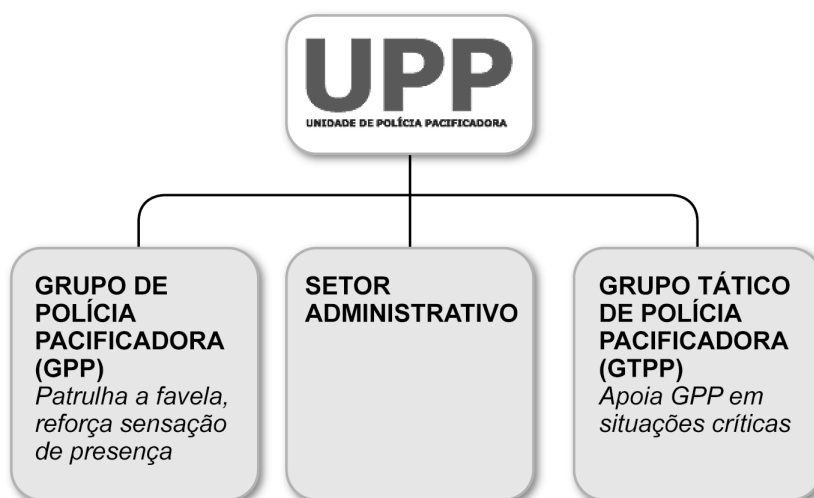 UPP
UNIDADE DE POLÍCIA PACIFICADORA
GRUPO DE
POLÍCIA
PACIFICADORA
(GPP)
Patrulha a favela,
reforça sensação
de presença
SETOR
ADMINISTRATIVO
GRUPO TÁTICO
DE POLÍCIA
PACIFICADORA
(GTPP)
Apoia GPP em
situações críticas